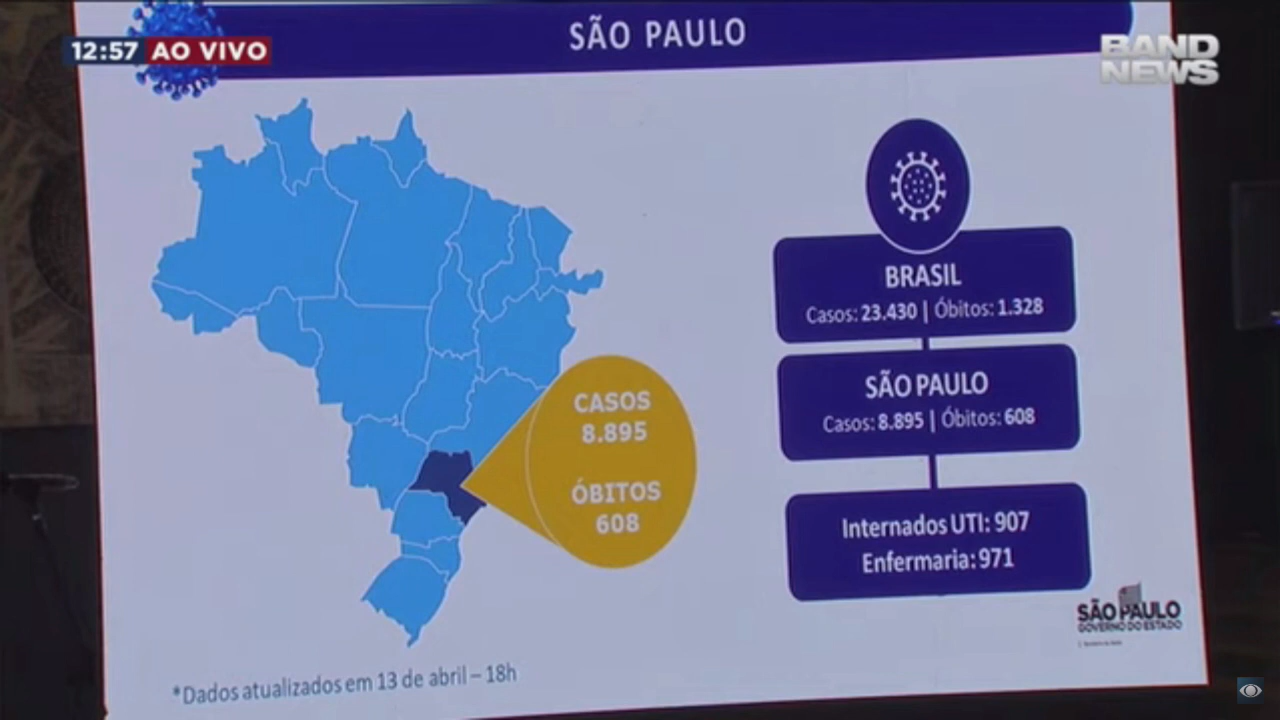 SÃO PAULO
12:57 AO VIVO
BAND
NEWS
BRASIL
Casos: 23.430 | Óbitos: 1.328
SÃO PAULO
Casos: 8.895 | Óbitos: 608
Internados UTI: 907
Enfermaria: 971
CASOS
8.895
ÓBITOS
608
SÃO PAULO
GOVERNO DO ESTADO
*Dados atualizados em 13 de abril – 18h